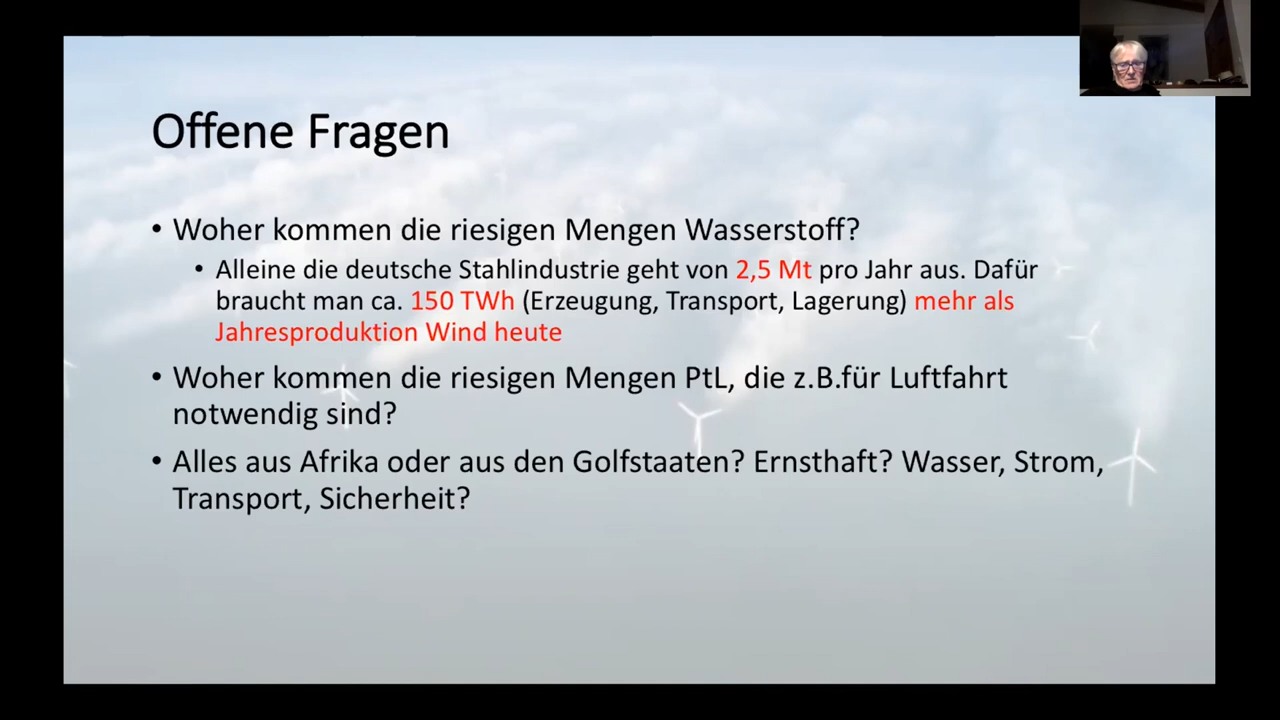 Offene Fragen
• Woher kommen die riesigen Mengen Wasserstoff?
• Alleine die deutsche Stahlindustrie geht von 2,5 Mt pro Jahr aus. Dafür
braucht man ca. 150 TWh (Erzeugung, Transport, Lagerung) mehr als
Jahresproduktion Wind heute
• Woher kommen die riesigen Mengen PtL, die z.B.für Luftfahrt
notwendig sind?
• Alles aus Afrika oder aus den Golfstaaten? Ernsthaft? Wasser, Strom,
Transport, Sicherheit?